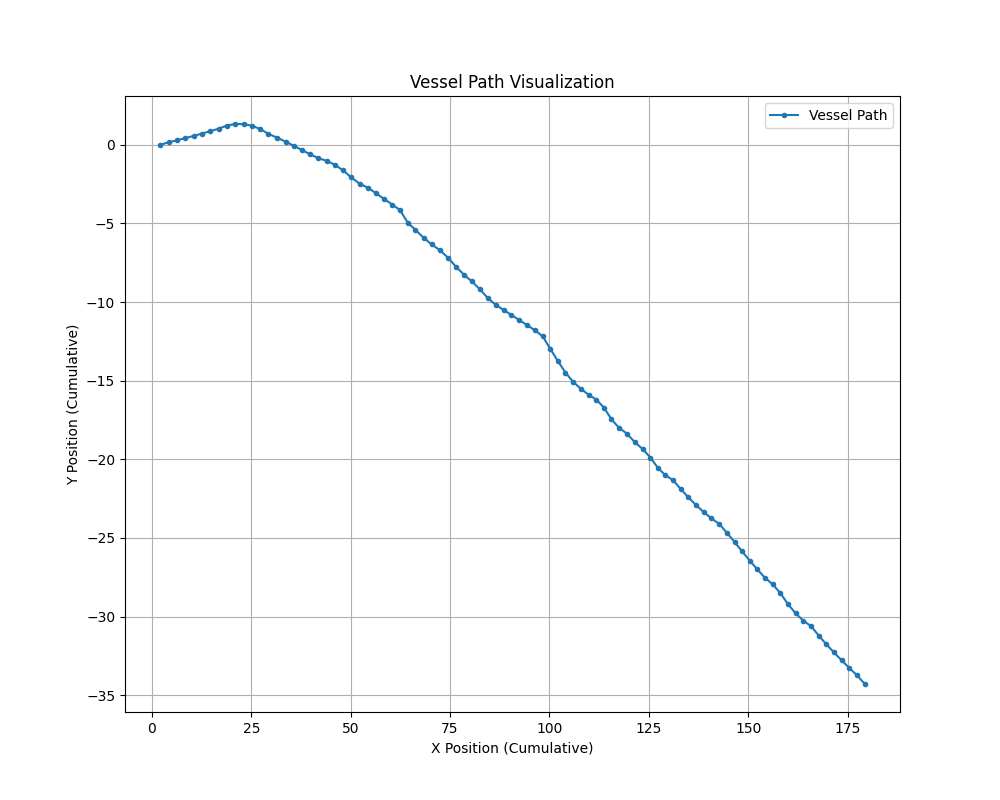 Vessel Path Visualization
Vessel Path
0
−5
−10
−15
−20
−25
−30
−35
Y Position (Cumulative)
0 25 50 75 100 125 150 175
X Position (Cumulative)